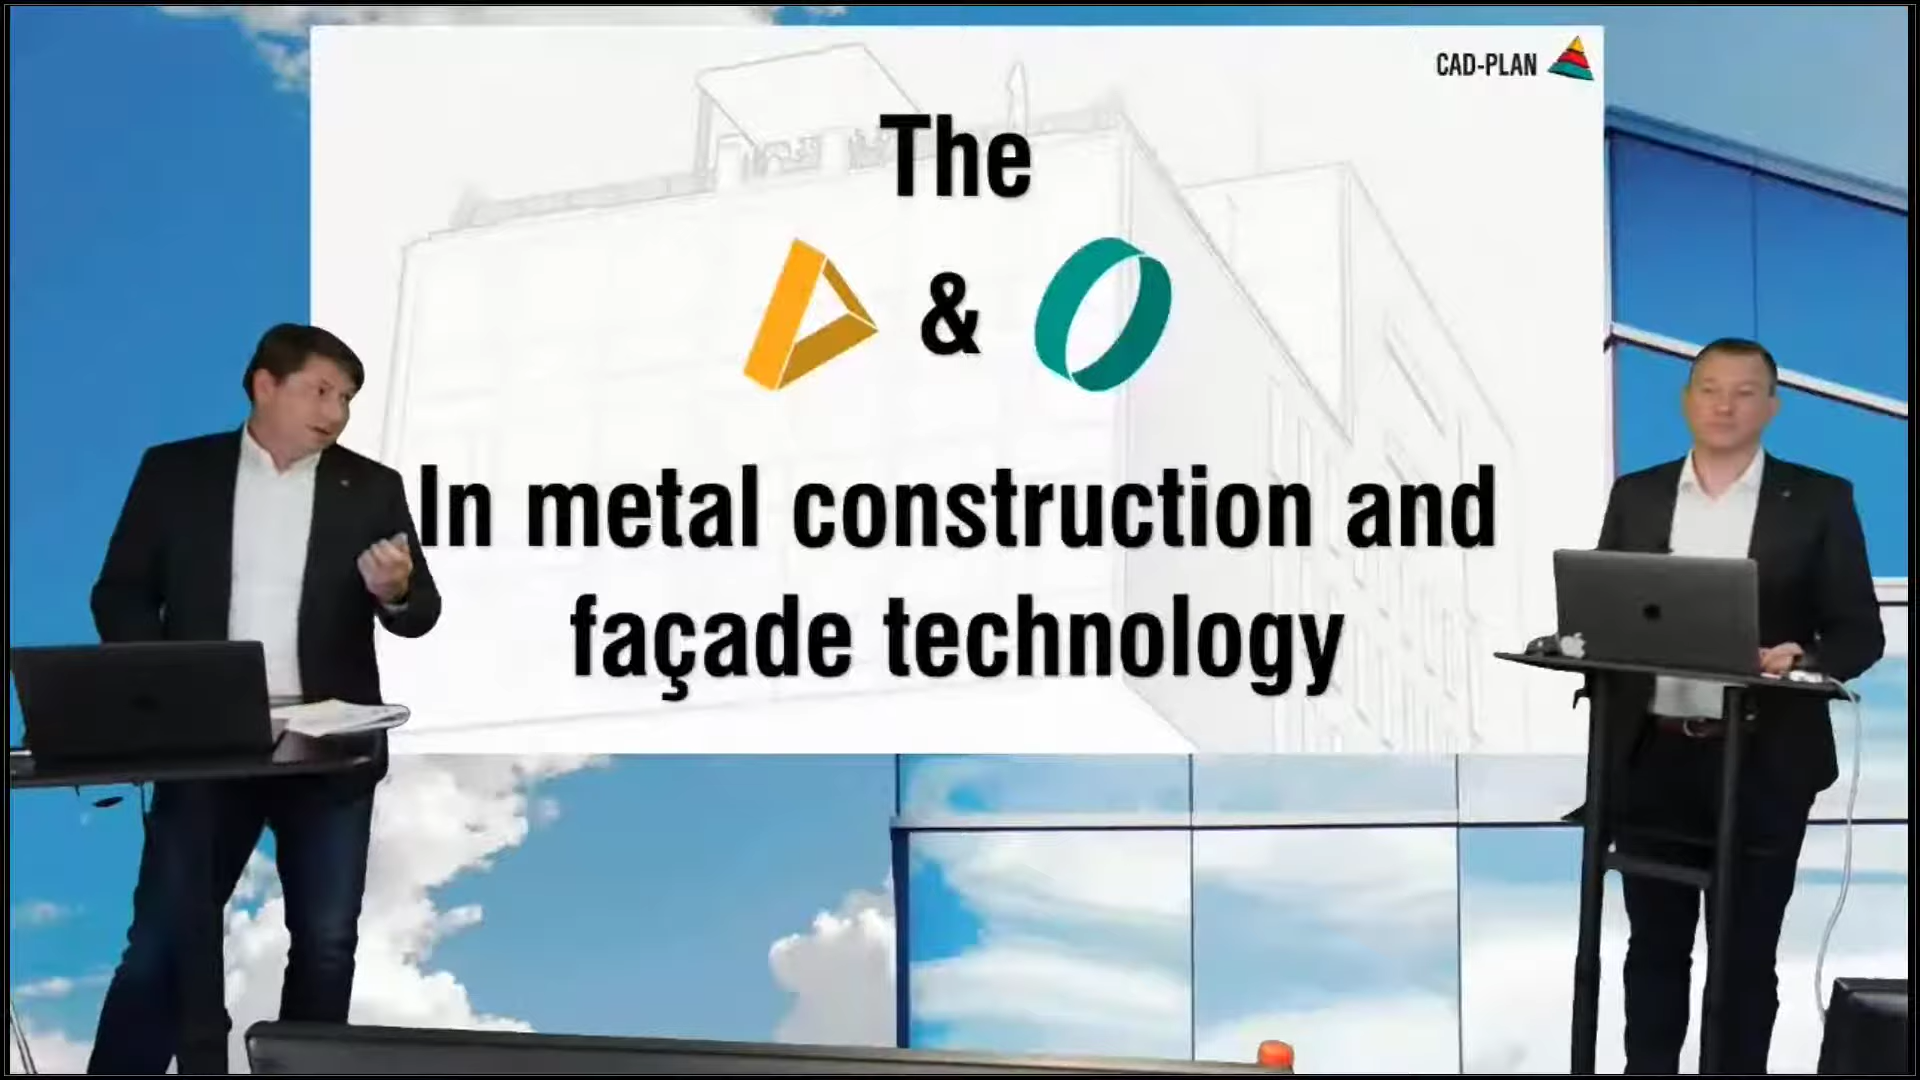 CAD-PLAN
The
&
In metal construction and
façade technology